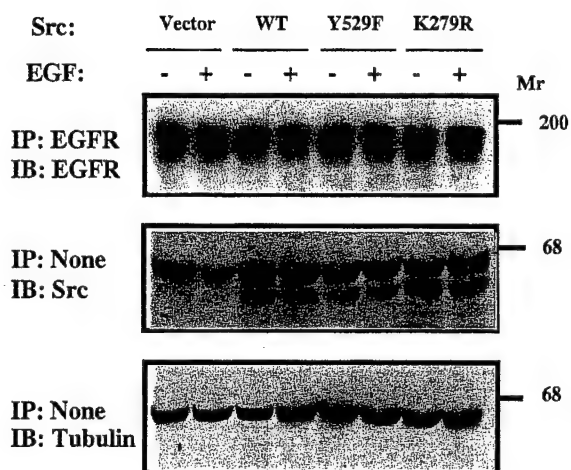 Src: Vector WT Y529F K279R
EGF: - + - + - + - +
Mr
200
IP: EGFR
IB: EGFR
68
IP: None
IB: Src
68
IP: None
IB: Tubulin